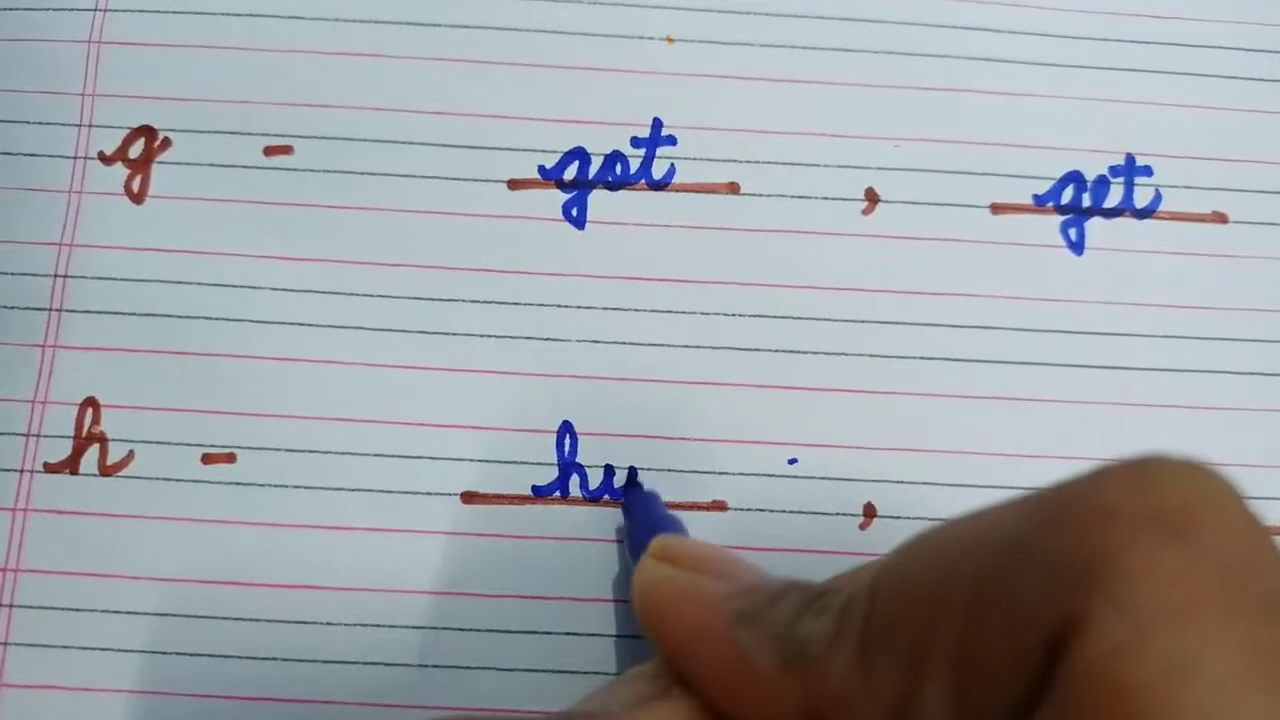 g - got , get
h - hu ,